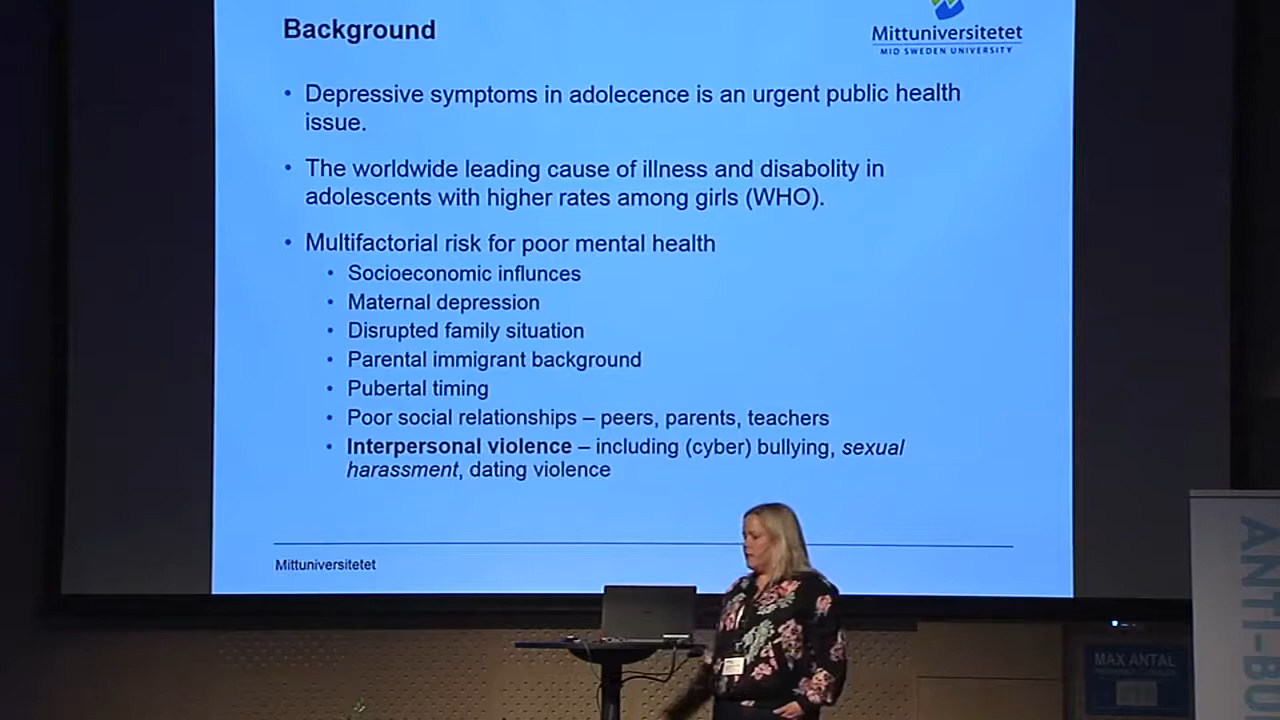 Background
Mittuniversitetet
MID SWEDEN UNIVERSITY
• Depressive symptoms in adolecence is an urgent public health
issue.
• The worldwide leading cause of illness and disabolity in
adolescents with higher rates among girls (WHO).
• Multifactorial risk for poor mental health
• Socioeconomic influnces
• Maternal depression
• Disrupted family situation
• Parental immigrant background
• Pubertal timing
• Poor social relationships – peers, parents, teachers
• Interpersonal violence – including (cyber) bullying, sexual
harassment, dating violence
Mittuniversitetet
MAX ANTAL